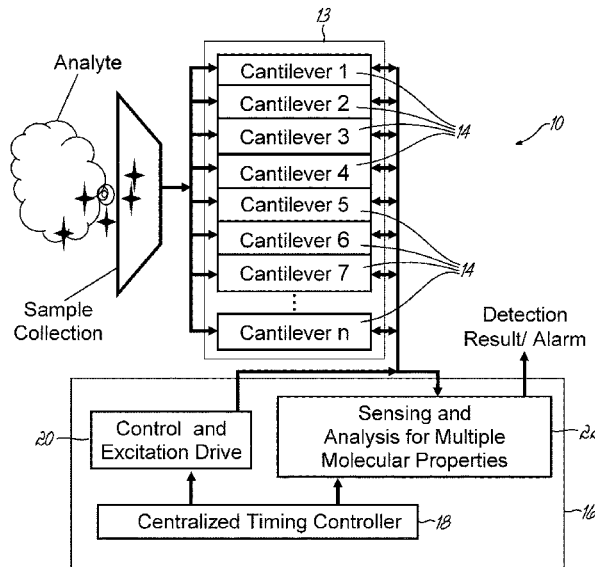 13
Analyte
Cantilever 1
Cantilever 2
Cantilever 3
Cantilever 4
Cantilever 5
Cantilever 6
Cantilever 7
Cantilever n
14
14
10
Sample
Collection
Detection
Result/ Alarm
20
Control and
Excitation Drive
Sensing and
Analysis for Multiple
Molecular Properties
22
Centralized Timing Controller
18
16